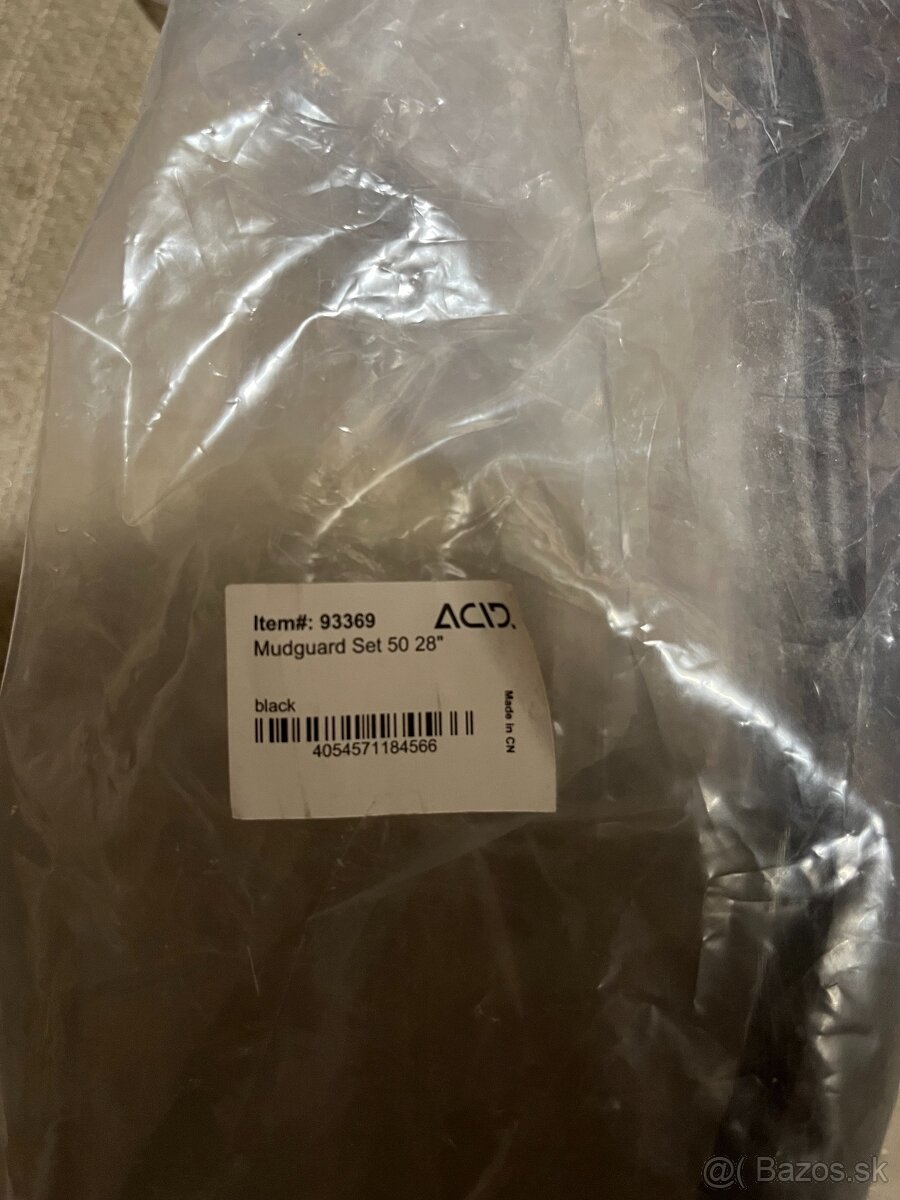 Item#: 93369
ACID.
Mudguard Set 50 28"
black
Made in CN
4054571184566
@( Bazos.sk